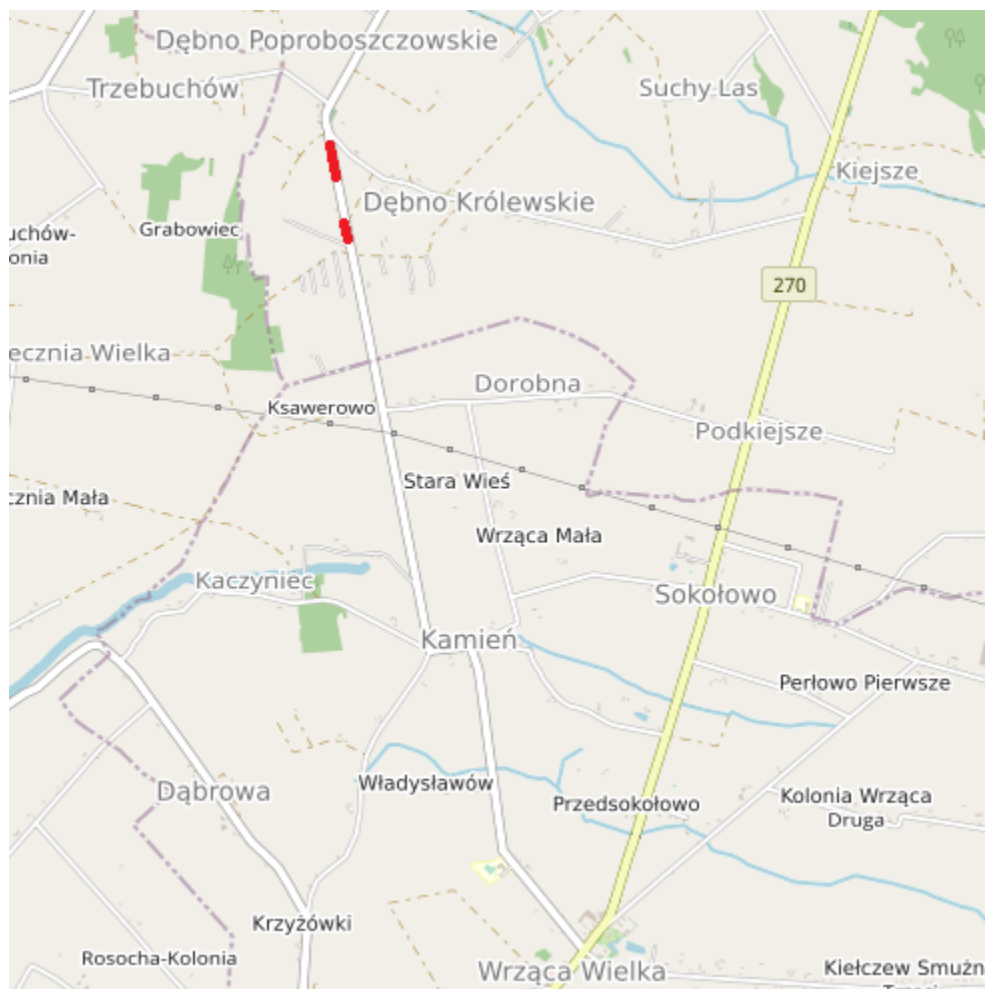 Dębno Poproboszczowskie
Trzebuchów
Suchy Las
Kiejsze
Dębno Królewskie
Grabowiec
uchów-
onia
270
ecznia Wielka
Dorobna
Ksawerowo
Podkiejsze
Stara Wieś
cznia Mała
Wrząca Mała
Kaczyniec
Sokołowo
Kamień
Perłowo Pierwsze
Władysławów
Dąbrowa
Przedsokołowo
Kolonia Wrząca
Druga
Krzyżówki
Rosocha-Kolonia
Wrząca Wielka
Kiełczew Smużn